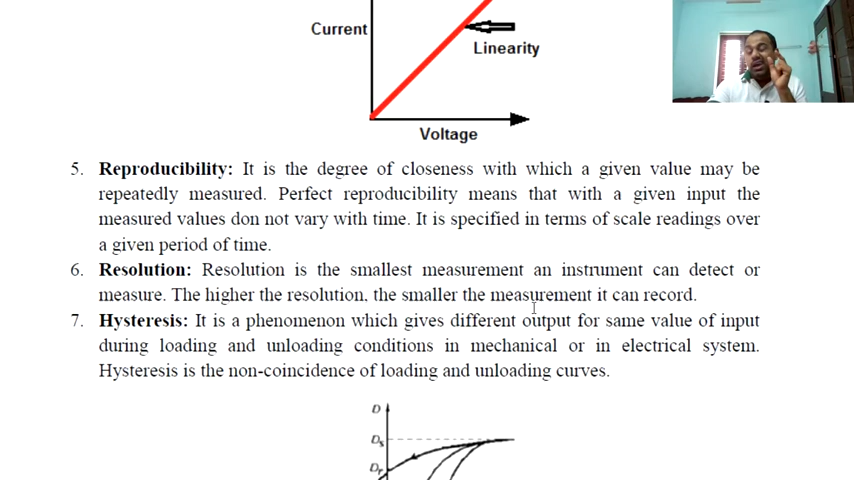 Current
Linearity
Voltage
5. Reproducibility: It is the degree of closeness with which a given value may be
repeatedly measured. Perfect reproducibility means that with a given input the
measured values don not vary with time. It is specified in terms of scale readings over
a given period of time.
6. Resolution: Resolution is the smallest measurement an instrument can detect or
measure. The higher the resolution, the smaller the measurement it can record.
7. Hysteresis: It is a phenomenon which gives different output for same value of input
during loading and unloading conditions in mechanical or in electrical system.
Hysteresis is the non-coincidence of loading and unloading curves.
D
Ds
Dr